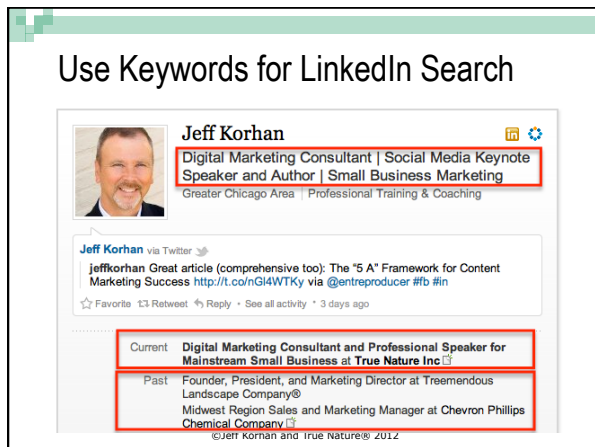 Use Keywords for LinkedIn Search
Jeff Korhan
Digital Marketing Consultant | Social Media Keynote
Speaker and Author | Small Business Marketing
Greater Chicago Area | Professional Training & Coaching
Jeff Korhan via Twitter
jeffkorhan Great article (comprehensive too): The “5 A” Framework for Content
Marketing Success http://t.co/nGl4WTKy via @entreproducer #fb #in
Favorite Retweet Reply • See all activity • 3 days ago
Current Digital Marketing Consultant and Professional Speaker for
Mainstream Small Business at True Nature Inc
Past Founder, President, and Marketing Director at Treemendous
Landscape Company®
Midwest Region Sales and Marketing Manager at Chevron Phillips
Chemical Company
©Jeff Korhan and True Nature® 2012